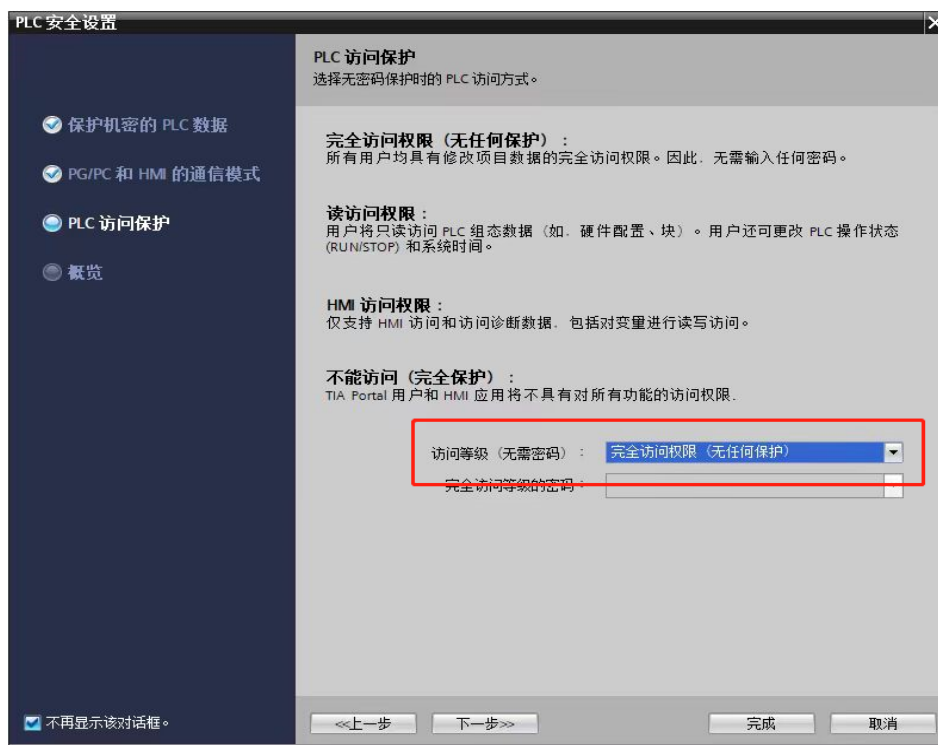 PLC 安全设置
PLC 访问保护
选择无密码保护时的 PLC 访问方式。
保护机密的 PLC 数据
PG/PC 和 HMI 的通信模式
PLC 访问保护
概览
完全访问权限（无任何保护）：
所有用户均具有修改项目数据的完全访问权限。因此，无需输入任何密码。
读访问权限：
用户将只读访问 PLC 组态数据（如，硬件配置、块）。用户还可更改 PLC 操作状态
(RUN/STOP) 和系统时间。
HMI 访问权限：
仅支持 HMI 访问和访问诊断数据，包括对变量进行读写访问。
不能访问（完全保护）：
TIA Portal 用户和 HMI 应用将不具有对所有功能的访问权限.
访问等级（无需密码）： 完全访问权限（无任何保护）
完全访问等级的密码：
不再显示该对话框。
<<上一步 下一步>> 完成 取消